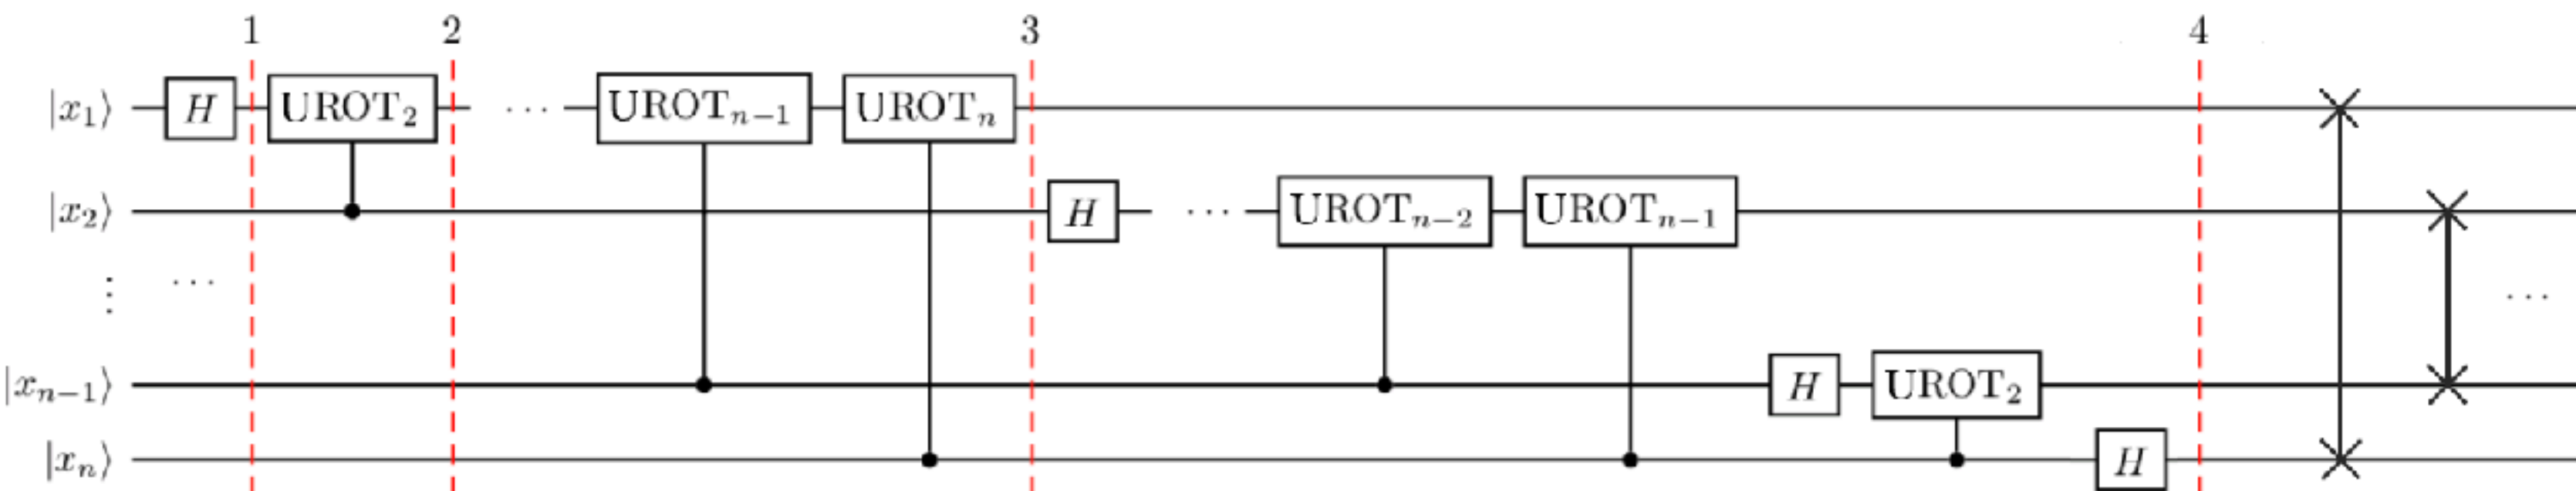 1 2 3 4
|x₁⟩ H UROT₂ ⋯ UROTₙ₋₁ UROTₙ
|x₂⟩ H ⋯ UROTₙ₋₂ UROTₙ₋₁
⋮ ⋯ ⋯
|xₙ₋₁⟩ H UROT₂
|xₙ⟩ H